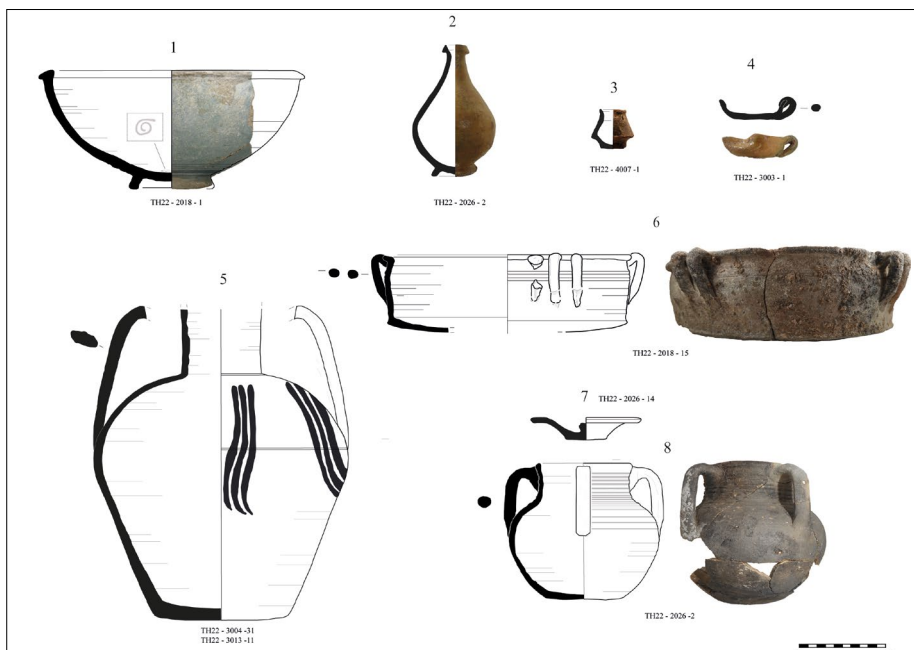 1
TH22 - 2018 - 1
2
TH22 - 2026 - 2
3
TH22 - 4007 -1
4
TH22 - 3003 - 1
5
TH22 - 3004 -31
TH22 - 3013 -11
6
TH22 - 2018 - 15
7
TH22 - 2026 - 14
8
TH22 - 2026 -2